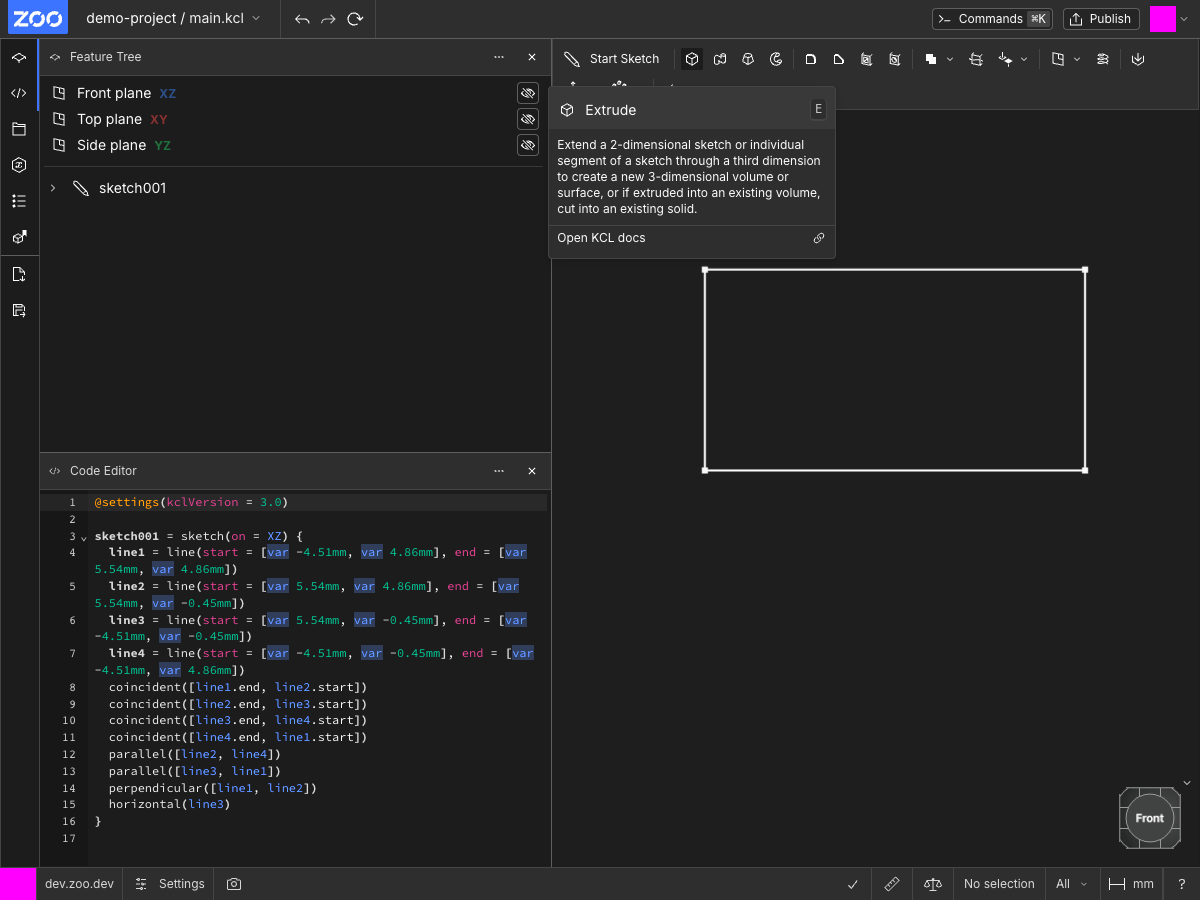 ZOO demo-project / main.kcl Commands ⌘K Publish
Feature Tree
Start Sketch
Front plane XZ
Top plane XY
Side plane YZ
sketch001
Extrude E
Extend a 2-dimensional sketch or individual
segment of a sketch through a third dimension
to create a new 3-dimensional volume or
surface, or if extruded into an existing volume,
cut into an existing solid.
Open KCL docs
Code Editor
1 @settings(kclVersion = 3.0)
2
3 sketch001 = sketch(on = XZ) {
4 line1 = line(start = [var -4.51mm, var 4.86mm], end = [var
5.54mm, var 4.86mm])
5 line2 = line(start = [var 5.54mm, var 4.86mm], end = [var
5.54mm, var -0.45mm])
6 line3 = line(start = [var 5.54mm, var -0.45mm], end = [var
-4.51mm, var -0.45mm])
7 line4 = line(start = [var -4.51mm, var -0.45mm], end = [var
-4.51mm, var 4.86mm])
8 coincident([line1.end, line2.start])
9 coincident([line2.end, line3.start])
10 coincident([line3.end, line4.start])
11 coincident([line4.end, line1.start])
12 parallel([line2, line4])
13 parallel([line3, line1])
14 perpendicular([line1, line2])
15 horizontal(line3)
16 }
17
Front
dev.zoo.dev Settings No selection All mm ?